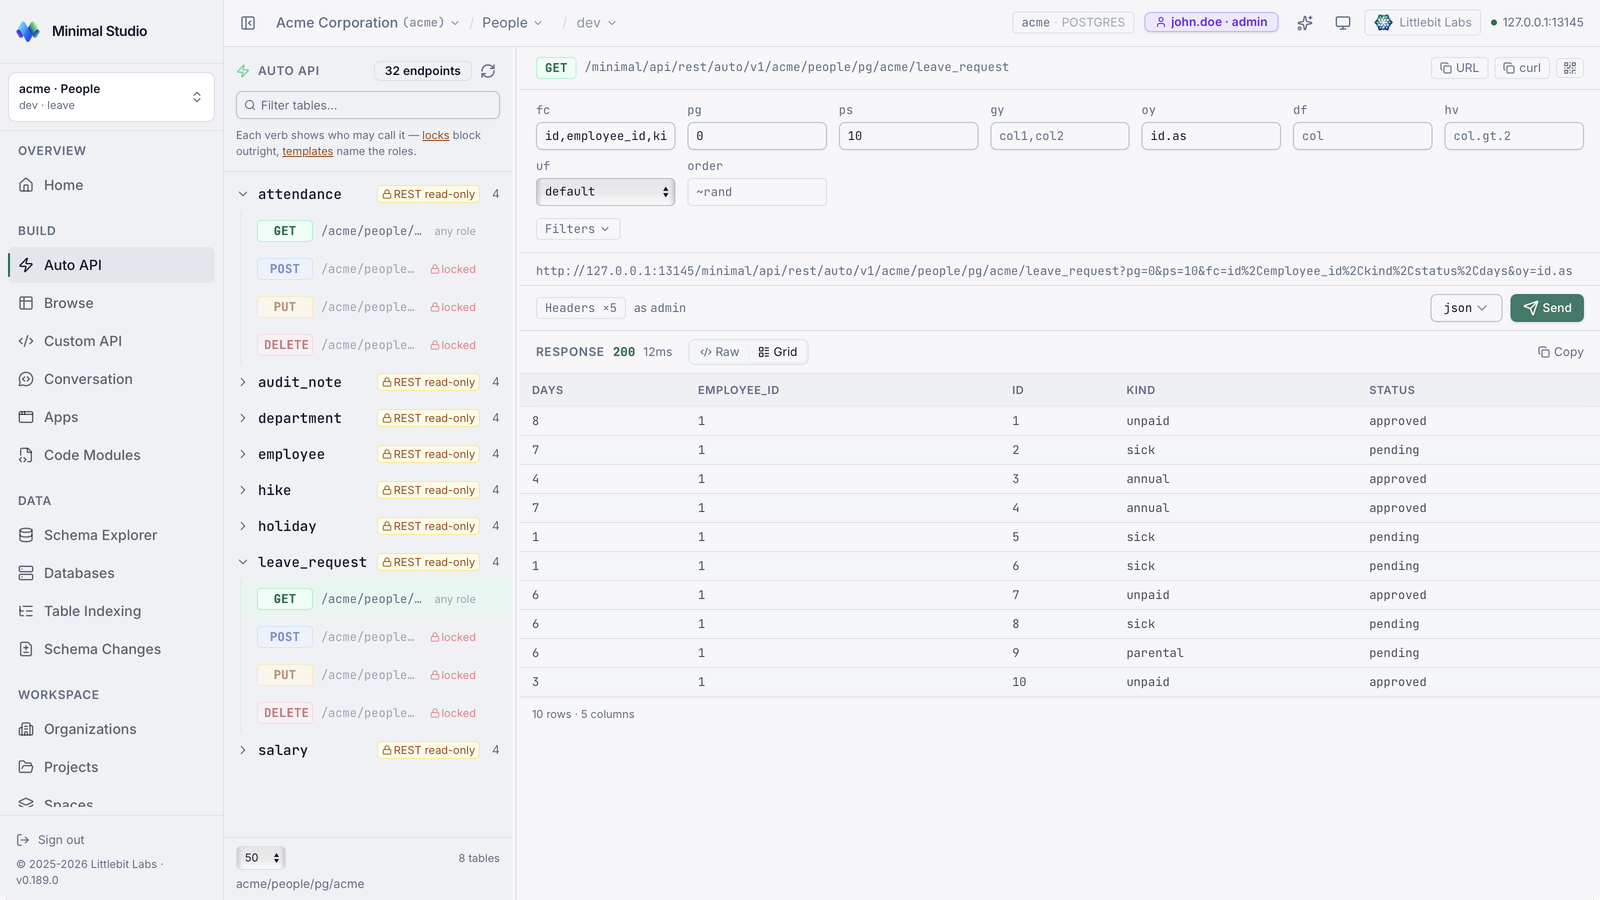 Minimal Studio
acme · People
dev · leave
OVERVIEW
Home
BUILD
Auto API
Browse
Custom API
Conversation
Apps
Code Modules
DATA
Schema Explorer
Databases
Table Indexing
Schema Changes
WORKSPACE
Organizations
Projects
Spaces
Sign out
© 2025-2026 Littlebit Labs ·
v0.189.0
Acme Corporation (acme) / People / dev
acme · POSTGRES
john.doe · admin
Littlebit Labs
127.0.0.1:13145
AUTO API
32 endpoints
Filter tables...
Each verb shows who may call it — locks block
outright, templates name the roles.
attendance REST read-only 4
GET /acme/people/… any role
POST /acme/people… locked
PUT /acme/people… locked
DELETE /acme/people… locked
audit_note REST read-only 4
department REST read-only 4
employee REST read-only 4
hike REST read-only 4
holiday REST read-only 4
leave_request REST read-only 4
GET /acme/people/… any role
POST /acme/people… locked
PUT /acme/people… locked
DELETE /acme/people… locked
salary REST read-only 4
50 8 tables
acme/people/pg/acme
GET /minimal/api/rest/auto/v1/acme/people/pg/acme/leave_request URL curl
fc pg ps gy oy df hv
id,employee_id,ki 0 10 col1,col2 id.as col col.gt.2
uf order
default ~rand
Filters
http://127.0.0.1:13145/minimal/api/rest/auto/v1/acme/people/pg/acme/leave_request?pg=0&ps=10&fc=id%2Cemployee_id%2Ckind%2Cstatus%2Cdays&oy=id.as
Headers ×5 as admin json Send
RESPONSE 200 12ms Raw Grid Copy
DAYS EMPLOYEE_ID ID KIND STATUS
8 1 1 unpaid approved
7 1 2 sick pending
4 1 3 annual approved
7 1 4 annual approved
1 1 5 sick pending
1 1 6 sick pending
6 1 7 unpaid approved
6 1 8 sick pending
6 1 9 parental pending
3 1 10 unpaid approved
10 rows · 5 columns